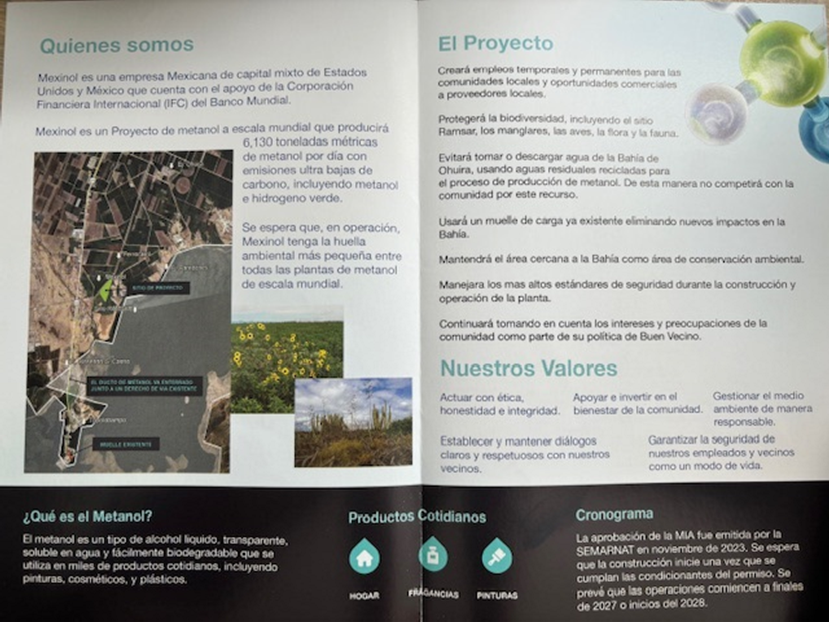 Quienes somos
Mexinol es una empresa Mexicana de capital mixto de Estados
Unidos y México que cuenta con el apoyo de la Corporación
Financiera Internacional (IFC) del Banco Mundial.
Mexinol es un Proyecto de metanol a escala mundial que producirá
6,130 toneladas métricas
de metanol por día con
emisiones ultra bajas de
carbono, incluyendo metanol
e hidrogeno verde.
Se espera que, en operación,
Mexinol tenga la huella
ambiental más pequeña entre
todas las plantas de metanol
de escala mundial.
SITIO DE PROYECTO
EL DUCTO DE METANOL VA ENTERRADO
JUNTO A UN DERECHO DE VIA EXISTENTE
MUELLE EXISTENTE
El Proyecto
Creará empleos temporales y permanentes para las
comunidades locales y oportunidades comerciales
a proveedores locales.
Protegerá la biodiversidad, incluyendo el sitio
Ramsar, los manglares, las aves, la flora y la fauna.
Evitará tomar o descargar agua de la Bahía de
Ohuira, usando aguas residuales recicladas para
el proceso de producción de metanol. De esta manera no competirá con la
comunidad por este recurso.
Usará un muelle de carga ya existente eliminando nuevos impactos en la
Bahía.
Mantendrá el área cercana a la Bahía como área de conservación ambiental.
Manejara los mas altos estándares de seguridad durante la construcción y
operación de la planta.
Continuará tomando en cuenta los intereses y preocupaciones de la
comunidad como parte de su política de Buen Vecino.
Nuestros Valores
Actuar con ética,
honestidad e integridad.
Apoyar e invertir en el
bienestar de la comunidad.
Gestionar el medio
ambiente de manera
responsable.
Establecer y mantener diálogos
claros y respetuosos con nuestros
vecinos.
Garantizar la seguridad de
nuestros empleados y vecinos
como un modo de vida.
¿Qué es el Metanol?
El metanol es un tipo de alcohol liquido, transparente,
soluble en agua y fácilmente biodegradable que se
utiliza en miles de productos cotidianos, incluyendo
pinturas, cosméticos, y plásticos.
Productos Cotidianos
HOGAR
FRAGANCIAS
PINTURAS
Cronograma
La aprobación de la MIA fue emitida por la
SEMARNAT en noviembre de 2023. Se espera
que la construcción inicie una vez que se
cumplan las condicionantes del permiso. Se
prevé que las operaciones comiencen a finales
de 2027 o inicios del 2028.